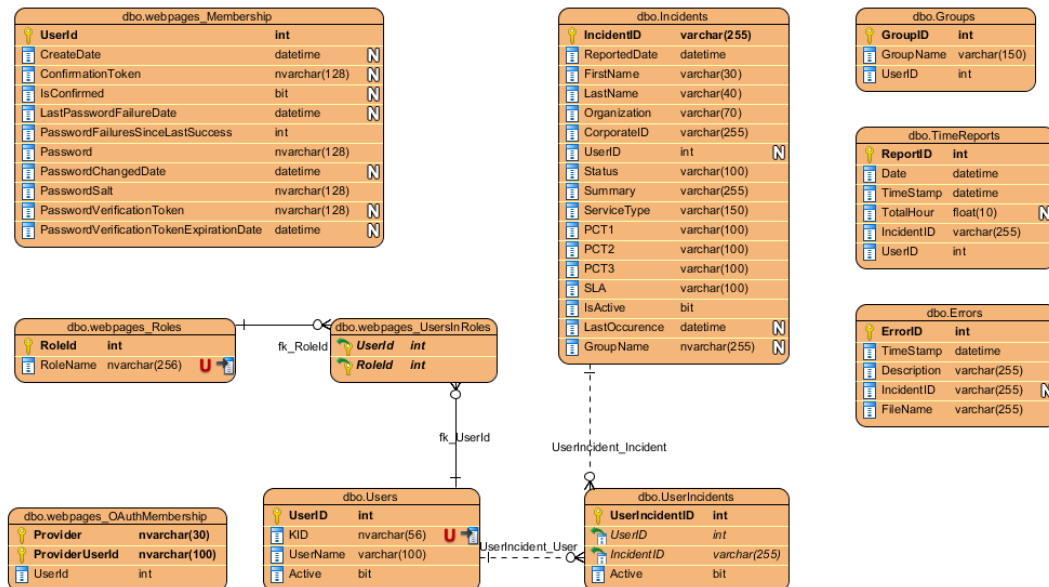 dbo.webpages_Membership
UserId int
CreateDate datetime N
ConfirmationToken nvarchar(128) N
IsConfirmed bit N
LastPasswordFailureDate datetime N
PasswordFailuresSinceLastSuccess int
Password nvarchar(128)
PasswordChangedDate datetime N
PasswordSalt nvarchar(128)
PasswordVerificationToken nvarchar(128) N
PasswordVerificationTokenExpirationDate datetime N
dbo.Incidents
IncidentID varchar(255)
ReportedDate datetime
FirstName varchar(30)
LastName varchar(40)
Organization varchar(70)
CorporateID varchar(255)
UserID int N
Status varchar(100)
Summary varchar(255)
ServiceType varchar(150)
PCT1 varchar(100)
PCT2 varchar(100)
PCT3 varchar(100)
SLA varchar(100)
IsActive bit
LastOccurence datetime N
GroupName nvarchar(255) N
dbo.Groups
GroupID int
GroupName varchar(150)
UserID int
dbo.TimeReports
ReportID int
Date datetime
TimeStamp datetime
TotalHour float(10) N
IncidentID varchar(255)
UserID int
dbo.Errors
ErrorID int
TimeStamp datetime
Description varchar(255)
IncidentID varchar(255) N
FileName varchar(255)
dbo.webpages_Roles
RoleId int
RoleName nvarchar(256) U
fk_RoleId
dbo.webpages_UsersInRoles
UserId int
RoleId int
fk_UserId
UserIncident_Incident
dbo.webpages_OAuthMembership
Provider nvarchar(30)
ProviderUserId nvarchar(100)
UserId int
dbo.Users
UserID int
KID nvarchar(56) U
UserName varchar(100)
Active bit
UserIncident_User
dbo.UserIncidents
UserIncidentID int
UserID int
IncidentID varchar(255)
Active bit